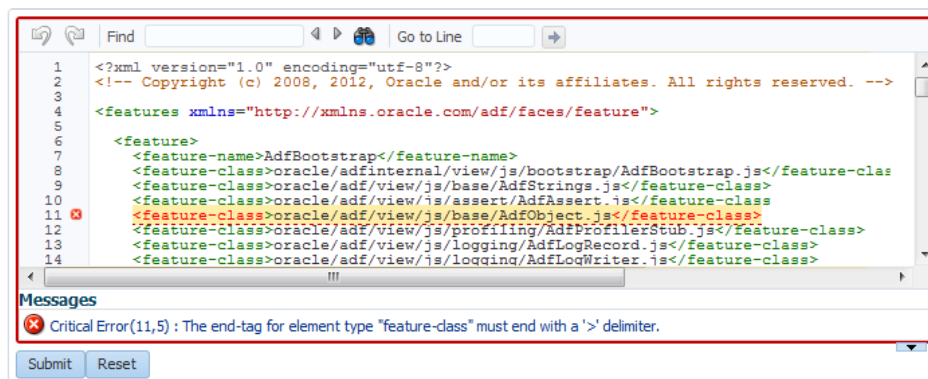 Find Go to Line
1 <?xml version="1.0" encoding="utf-8"?>
2 <!-- Copyright (c) 2008, 2012, Oracle and/or its affiliates. All rights reserved. -->
3
4 <features xmlns="http://xmlns.oracle.com/adf/faces/feature">
5
6 <feature>
7 <feature-name>AdfBootstrap</feature-name>
8 <feature-class>oracle/adfinternal/view/js/bootstrap/AdfBootstrap.js</feature-clas
9 <feature-class>oracle/adf/view/js/base/AdfStrings.js</feature-class>
10 <feature-class>oracle/adf/view/js/assert/AdfAssert.js</feature-class
11 <feature-class>oracle/adf/view/js/base/AdfObject.js</feature-class>
12 <feature-class>oracle/adf/view/js/profiling/AdfProfilerStub.js</feature-class>
13 <feature-class>oracle/adf/view/js/logging/AdfLogRecord.js</feature-class>
14 <feature-class>oracle/adf/view/js/logging/AdfLogWriter.js</feature-class>
Messages
Critical Error(11,5) : The end-tag for element type "feature-class" must end with a '>' delimiter.
Submit Reset